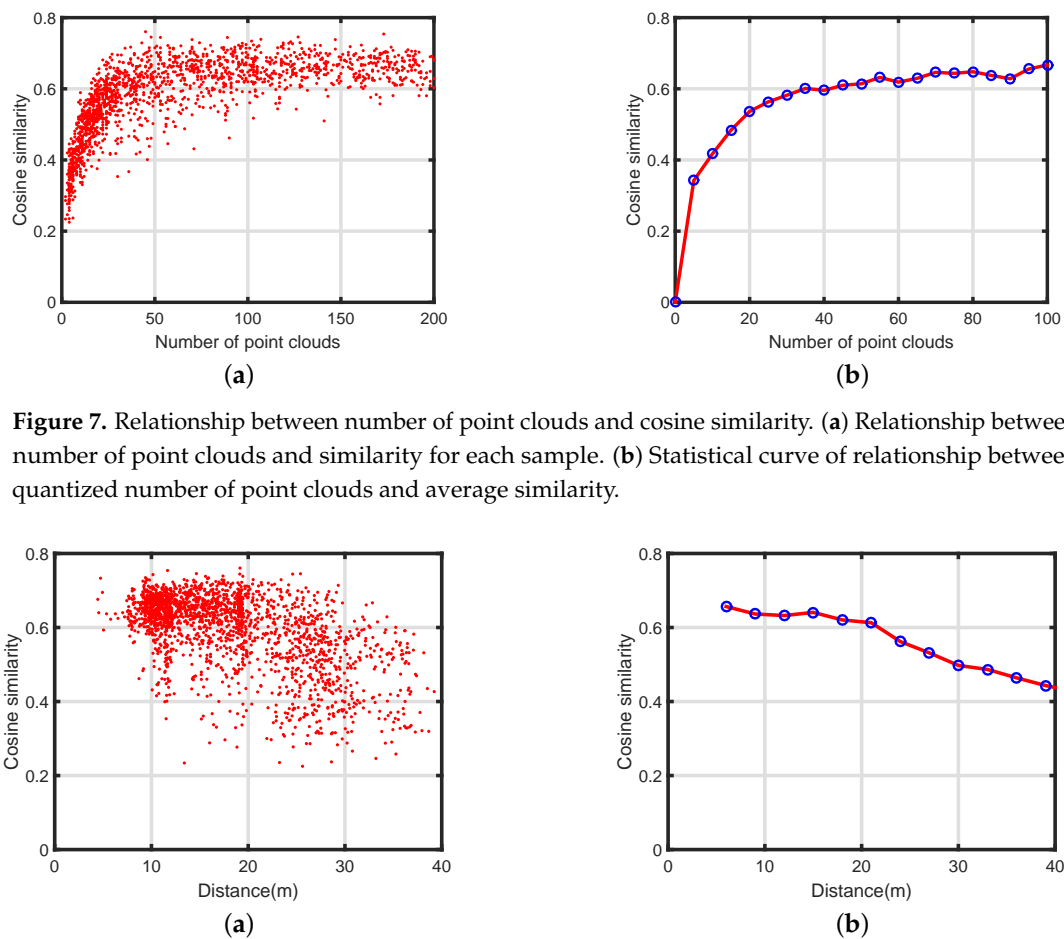 0.8 0.6 0.4 0.2 0
Cosine similarity
0 50 100 150 200
Number of point clouds
(a)
0.8 0.6 0.4 0.2 0
Cosine similarity
0 20 40 60 80 100
Number of point clouds
(b)
Figure 7. Relationship between number of point clouds and cosine similarity. (a) Relationship betwee
number of point clouds and similarity for each sample. (b) Statistical curve of relationship betwee
quantized number of point clouds and average similarity.
0.8 0.6 0.4 0.2 0
Cosine similarity
0 10 20 30 40
Distance(m)
(a)
0.8 0.6 0.4 0.2 0
Cosine similarity
0 10 20 30 40
Distance(m)
(b)